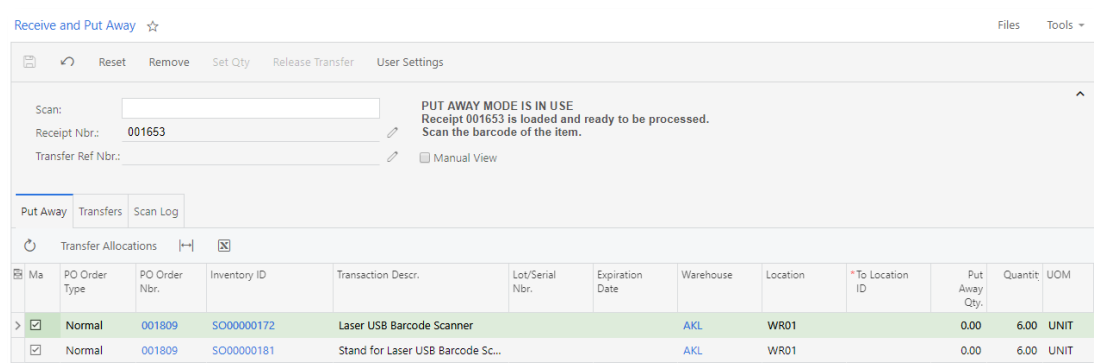 Receive and Put Away Files Tools
Reset Remove Set Qty Release Transfer User Settings
Scan: PUT AWAY MODE IS IN USE
Receipt 001653 is loaded and ready to be processed.
Receipt Nbr.: 001653 Scan the barcode of the item.
Transfer Ref Nbr.: Manual View
Put Away Transfers Scan Log
Transfer Allocations
Ma PO Order Type PO Order Nbr. Inventory ID Transaction Descr. Lot/Serial Nbr. Expiration Date Warehouse Location *To Location ID Put Away Qty. Quantity UOM
Normal 001809 SO00000172 Laser USB Barcode Scanner AKL WR01 0.00 6.00 UNIT
Normal 001809 SO00000181 Stand for Laser USB Barcode Sc... AKL WR01 0.00 6.00 UNIT